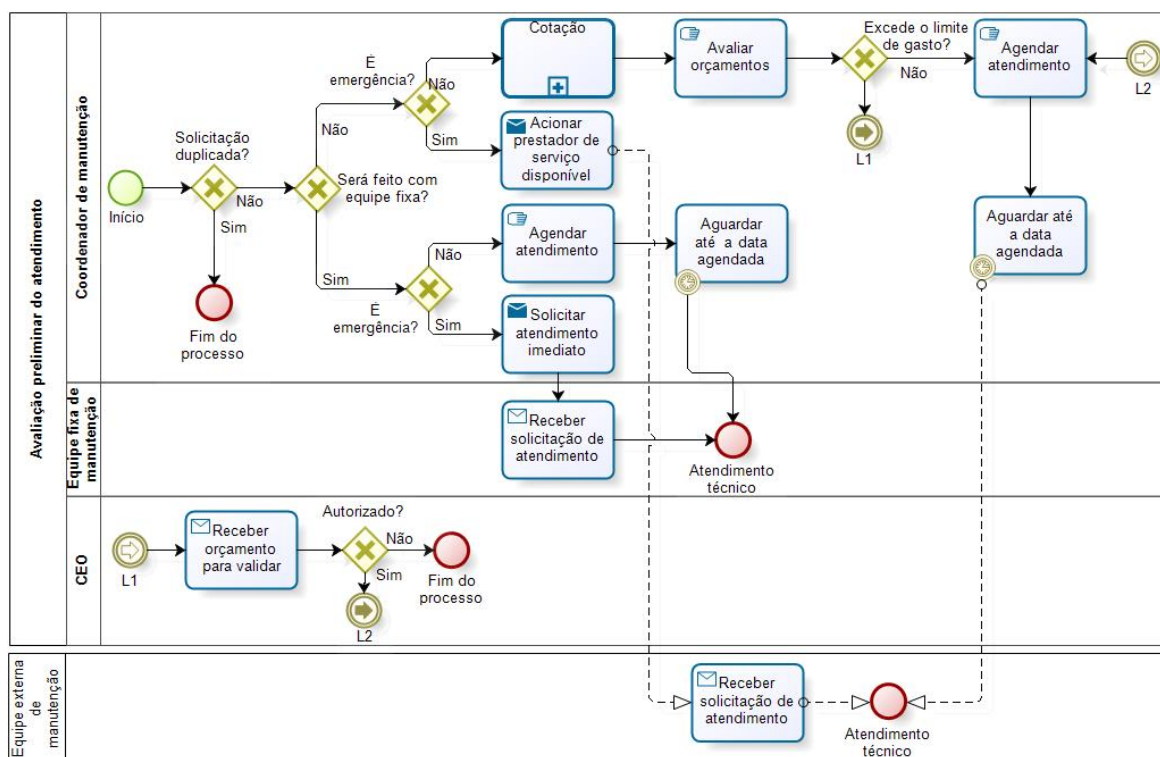 Avaliação preliminar do atendimento
Coordenador de manutenção
Início
Solicitação
duplicada?
Não
Sim
Fim do
processo
Será feito com
equipe fixa?
Não
Sim
É
emergência?
Não
Sim
Cotação
Avaliar
orçamentos
Excede o limite
de gasto?
Não
L1
Agendar
atendimento
L2
Acionar
prestador de
serviço
disponível
Aguardar até
a data
agendada
É
emergência?
Não
Sim
Agendar
atendimento
Aguardar
até a data
agendada
Solicitar
atendimento
imediato
Equipe fixa de
manutenção
Receber
solicitação de
atendimento
Atendimento
técnico
CEO
L1
Receber
orçamento
para validar
Autorizado?
Não
Sim
L2
Fim do
processo
Equipe externa
de
manutenção
Receber
solicitação de
atendimento
Atendimento
técnico